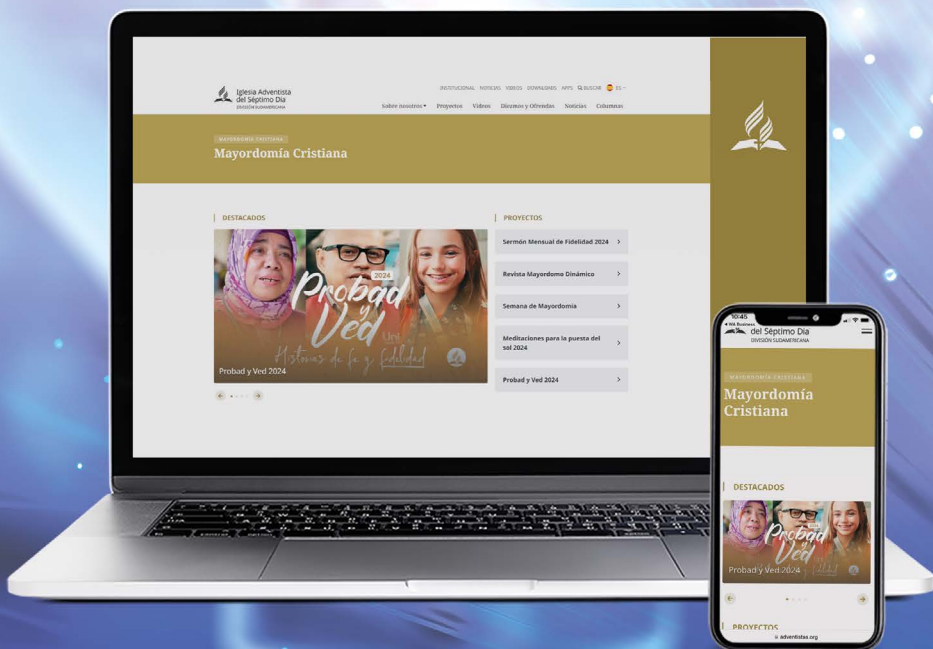 Iglesia Adventista
del Séptimo Día
DIVISIÓN SUDAMERICANA
INSTITUCIONAL NOTICIAS VIDEOS DOWNLOADS APPS BUSCAR ES
Sobre nosotros Proyectos Videos Diezmos y Ofrendas Noticias Columnas
MAYORDOMÍA CRISTIANA
Mayordomía Cristiana
DESTACADOS
2024
Probad
y
Ved
Historias de fe y fidelidad
Probad y Ved 2024
PROYECTOS
Sermón Mensual de Fidelidad 2024
Revista Mayordomo Dinámico
Semana de Mayordomía
Meditaciones para la puesta del
sol 2024
Probad y Ved 2024
10:45
WA Business
del Séptimo Día
DIVISIÓN SUDAMERICANA
MAYORDOMÍA CRISTIANA
Mayordomía
Cristiana
DESTACADOS
Probad
y
Ved
Probad y Ved 2024
PROYECTOS
adventistas.org